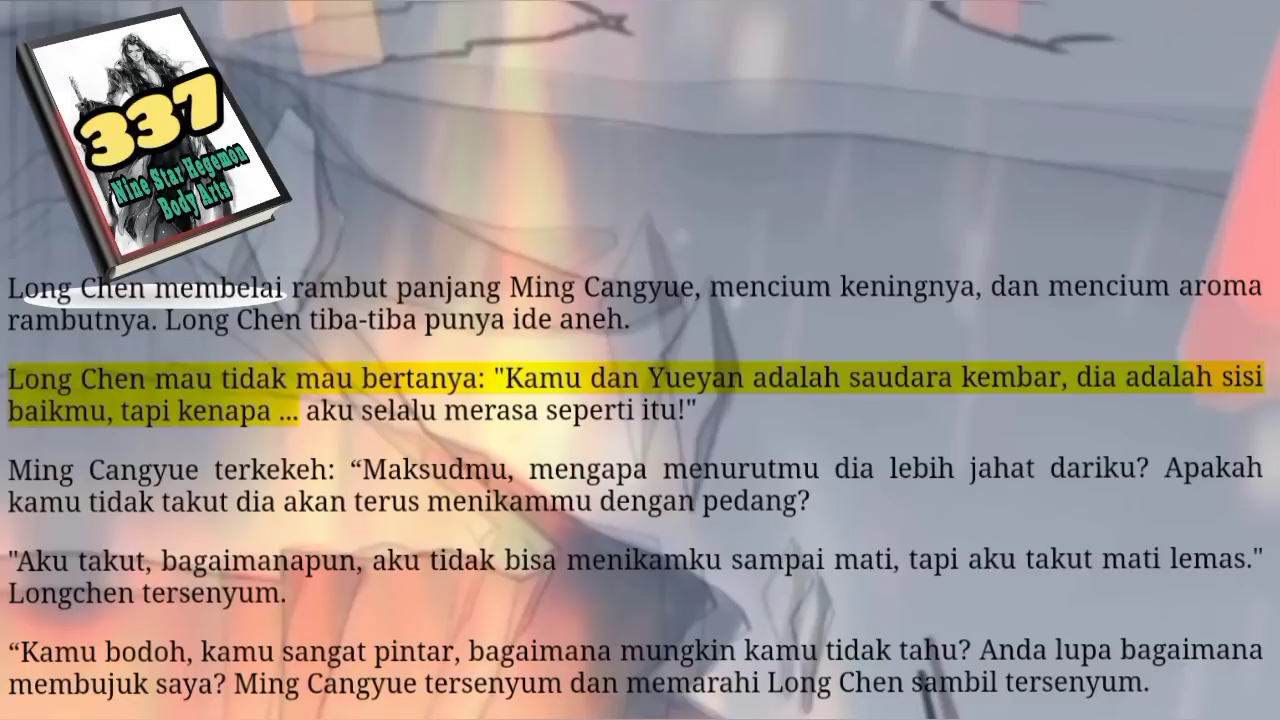 337
Nine Star Hegemon
Body Arts
Long Chen membelai rambut panjang Ming Cangyue, mencium keningnya, dan mencium aroma
rambutnya. Long Chen tiba-tiba punya ide aneh.
Long Chen mau tidak mau bertanya: "Kamu dan Yueyan adalah saudara kembar, dia adalah sisi
baikmu, tapi kenapa ... aku selalu merasa seperti itu!"
Ming Cangyue terkekeh: “Maksudmu, mengapa menurutmu dia lebih jahat dariku? Apakah
kamu tidak takut dia akan terus menikammu dengan pedang?
"Aku takut, bagaimanapun, aku tidak bisa menikamku sampai mati, tapi aku takut mati lemas."
Longchen tersenyum.
“Kamu bodoh, kamu sangat pintar, bagaimana mungkin kamu tidak tahu? Anda lupa bagaimana
membujuk saya? Ming Cangyue tersenyum dan memarahi Long Chen sambil tersenyum.